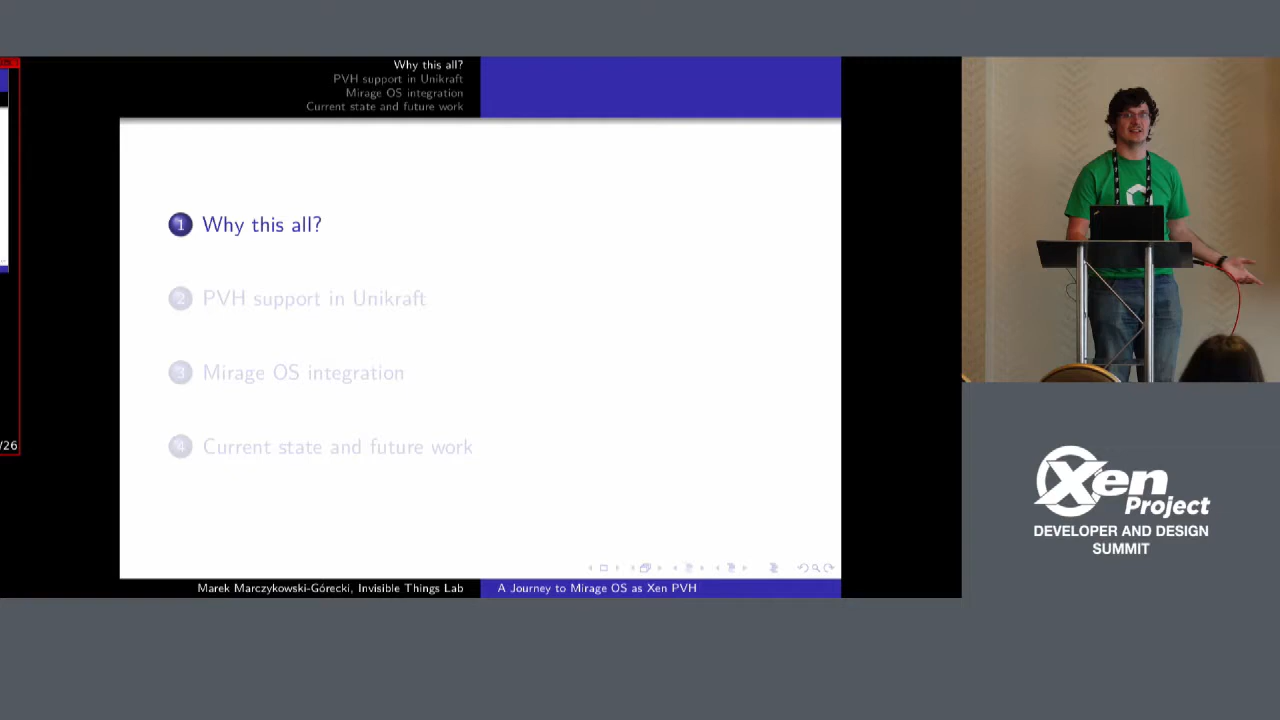 Why this all?
PVH support in Unikraft
Mirage OS integration
Current state and future work
1 Why this all?
2 PVH support in Unikraft
3 Mirage OS integration
4 Current state and future work
/26
Marek Marczykowski-Górecki, Invisible Things Lab
A Journey to Mirage OS as Xen PVH
Xen
Project
DEVELOPER AND DESIGN
SUMMIT